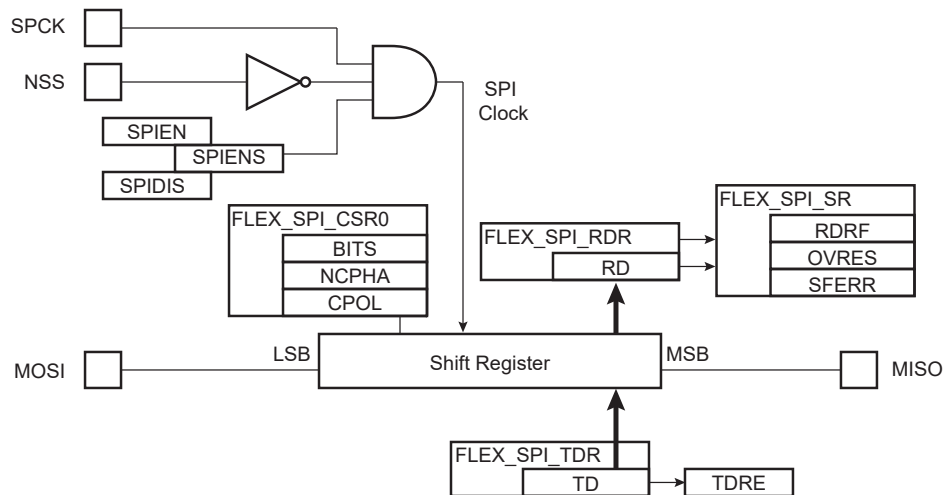 SPCK
NSS
SPI
Clock
SPIEN
SPIENS
SPIDIS
FLEX_SPI_CSR0
BITS
NCPHA
CPOL
FLEX_SPI_RDR
RD
FLEX_SPI_SR
RDRF
OVRES
SFERR
MOSI
LSB
Shift Register
MSB
MISO
FLEX_SPI_TDR
TD
TDRE